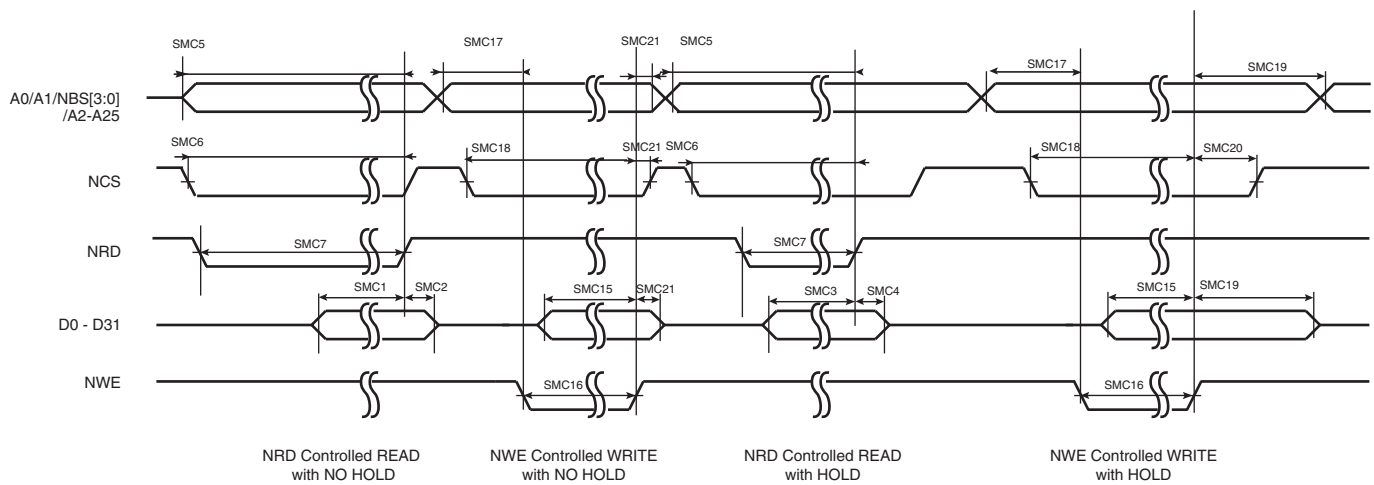 SMC5
SMC17
SMC21
SMC5
SMC17
SMC19
A0/A1/NBS[3:0]
/A2-A25
SMC6
SMC18
SMC21
SMC6
SMC18
SMC20
NCS
NRD
SMC7
SMC7
SMC1
SMC2
SMC15
SMC21
SMC3
SMC4
SMC15
SMC19
D0 - D31
NWE
SMC16
SMC16
NRD Controlled READ
with NO HOLD
NWE Controlled WRITE
with NO HOLD
NRD Controlled READ
with HOLD
NWE Controlled WRITE
with HOLD